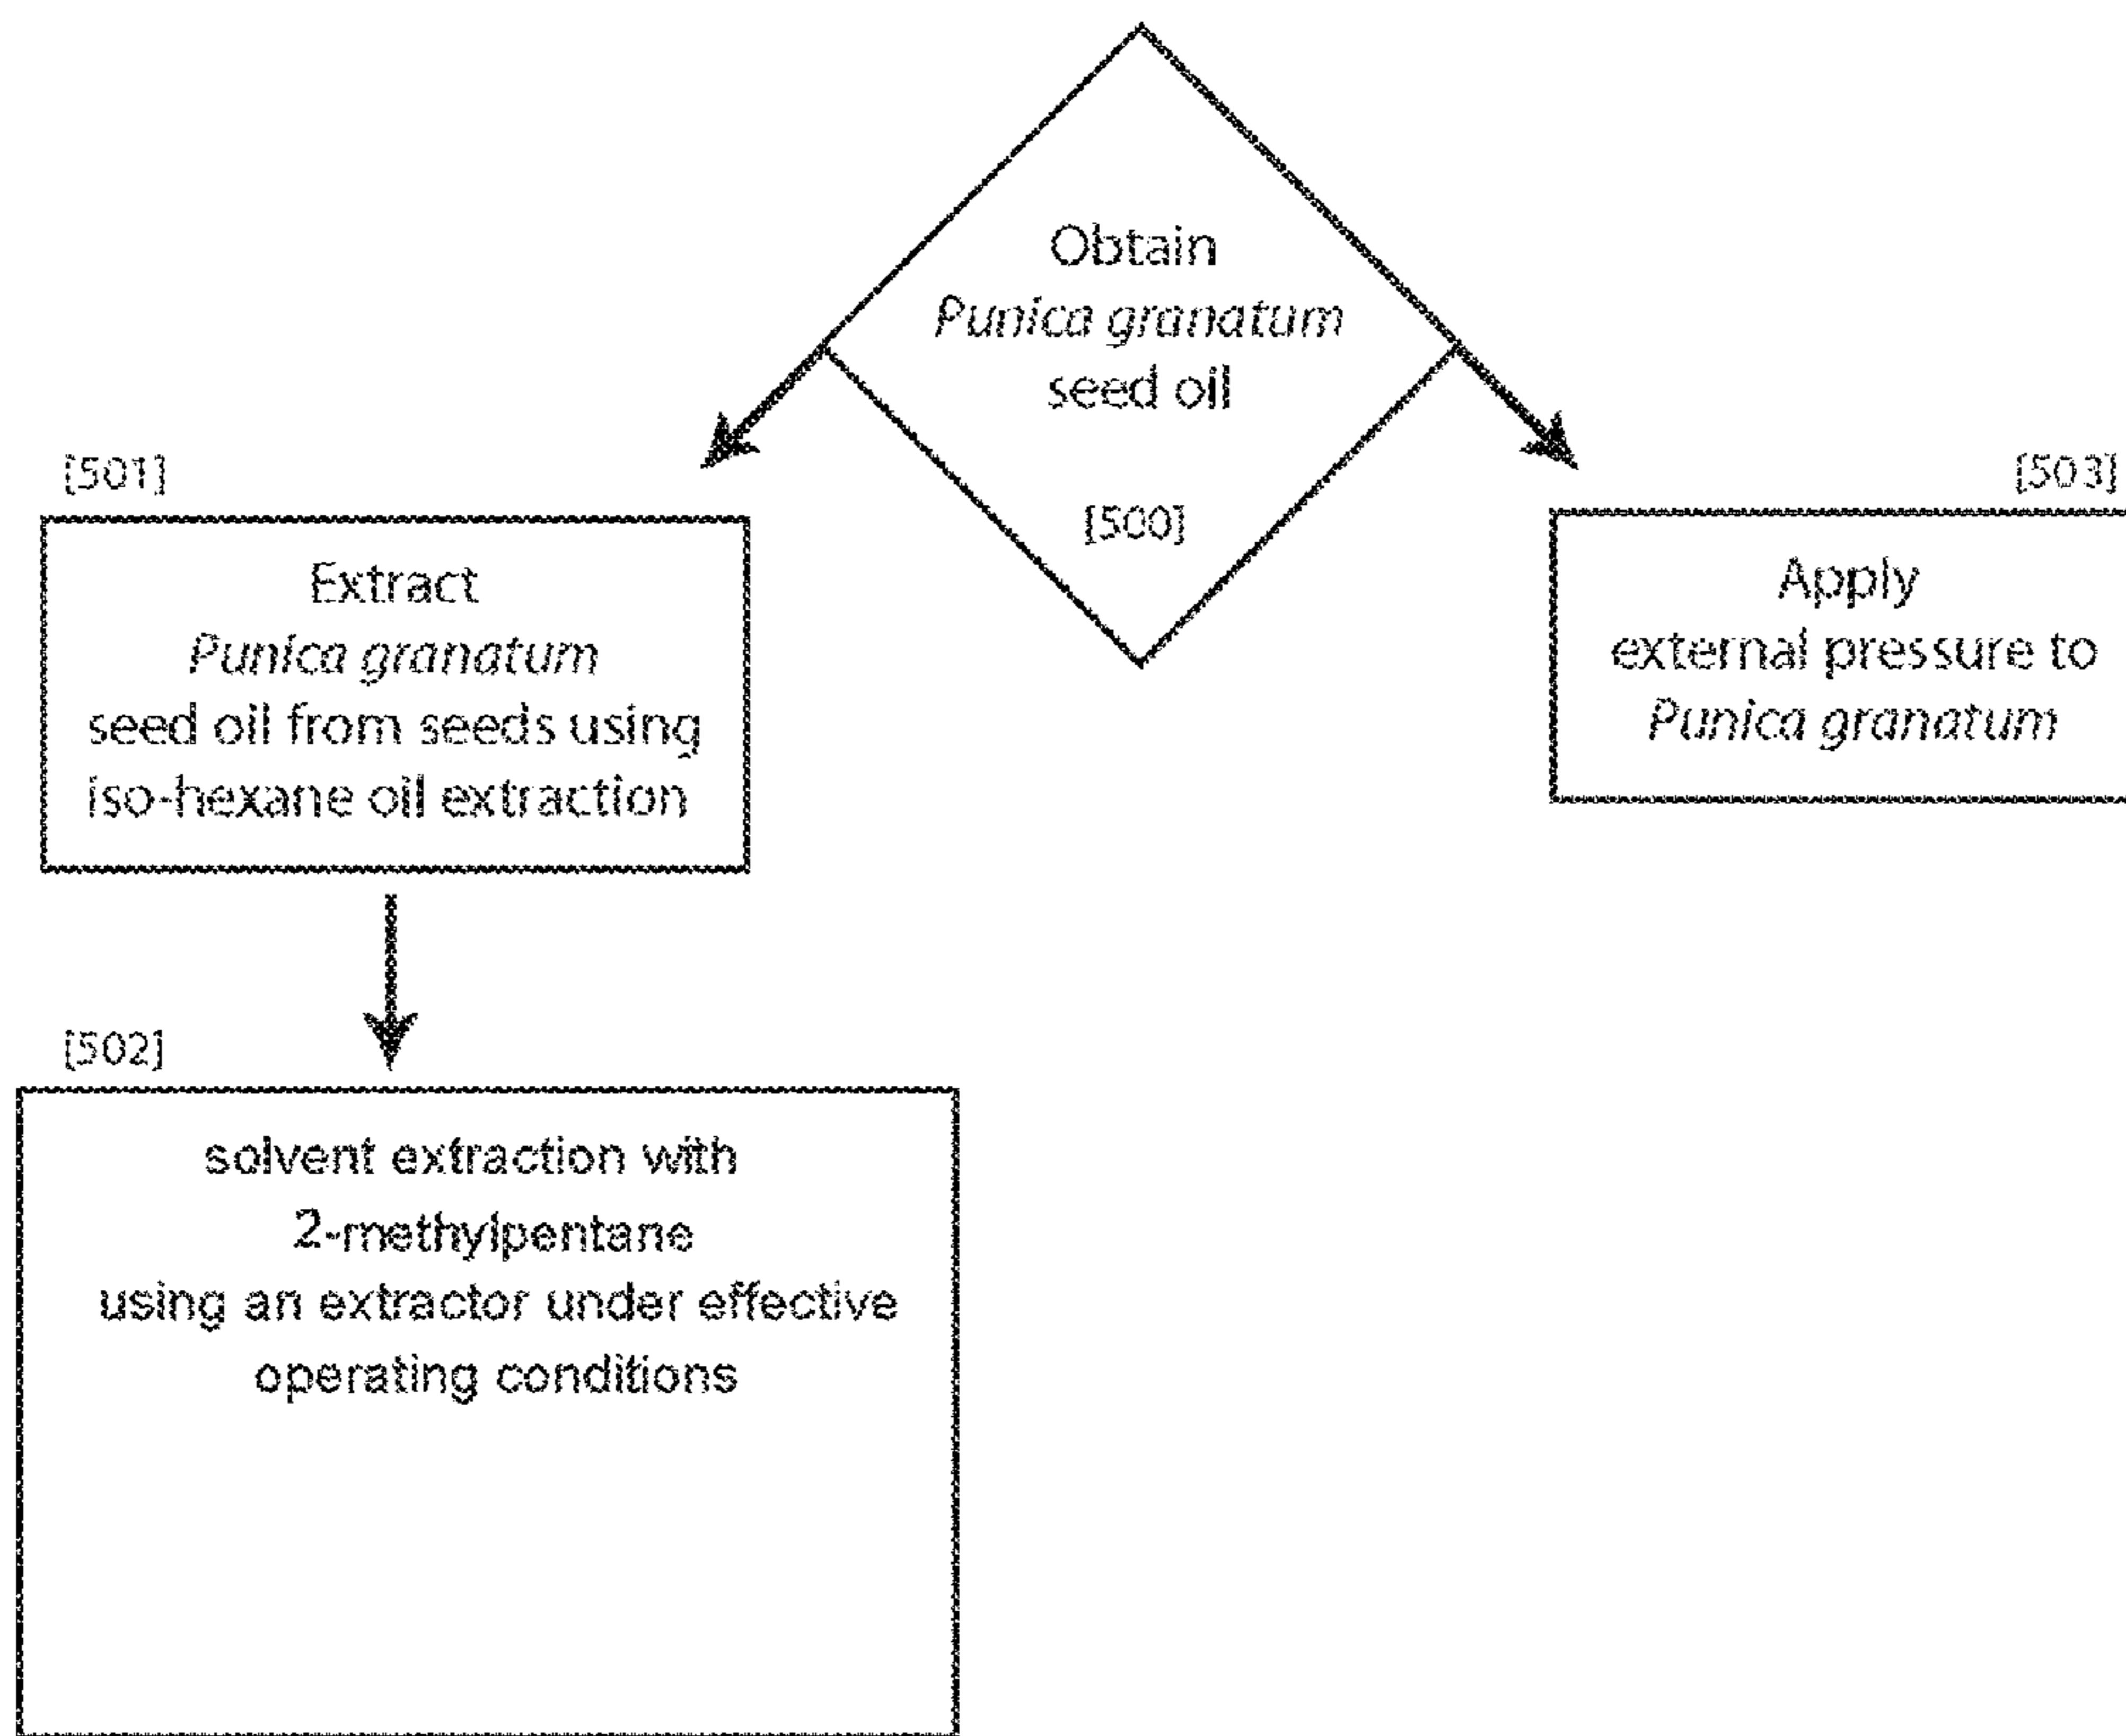 Obtain
Punica granatum
seed oil
[500]
[501]
Extract
Punica granatum
seed oil from seeds using
iso-hexane oil extraction
[503]
Apply
external pressure to
Punica granatum
[502]
solvent extraction with
2-methylpentane
using an extractor under effective
operating conditions